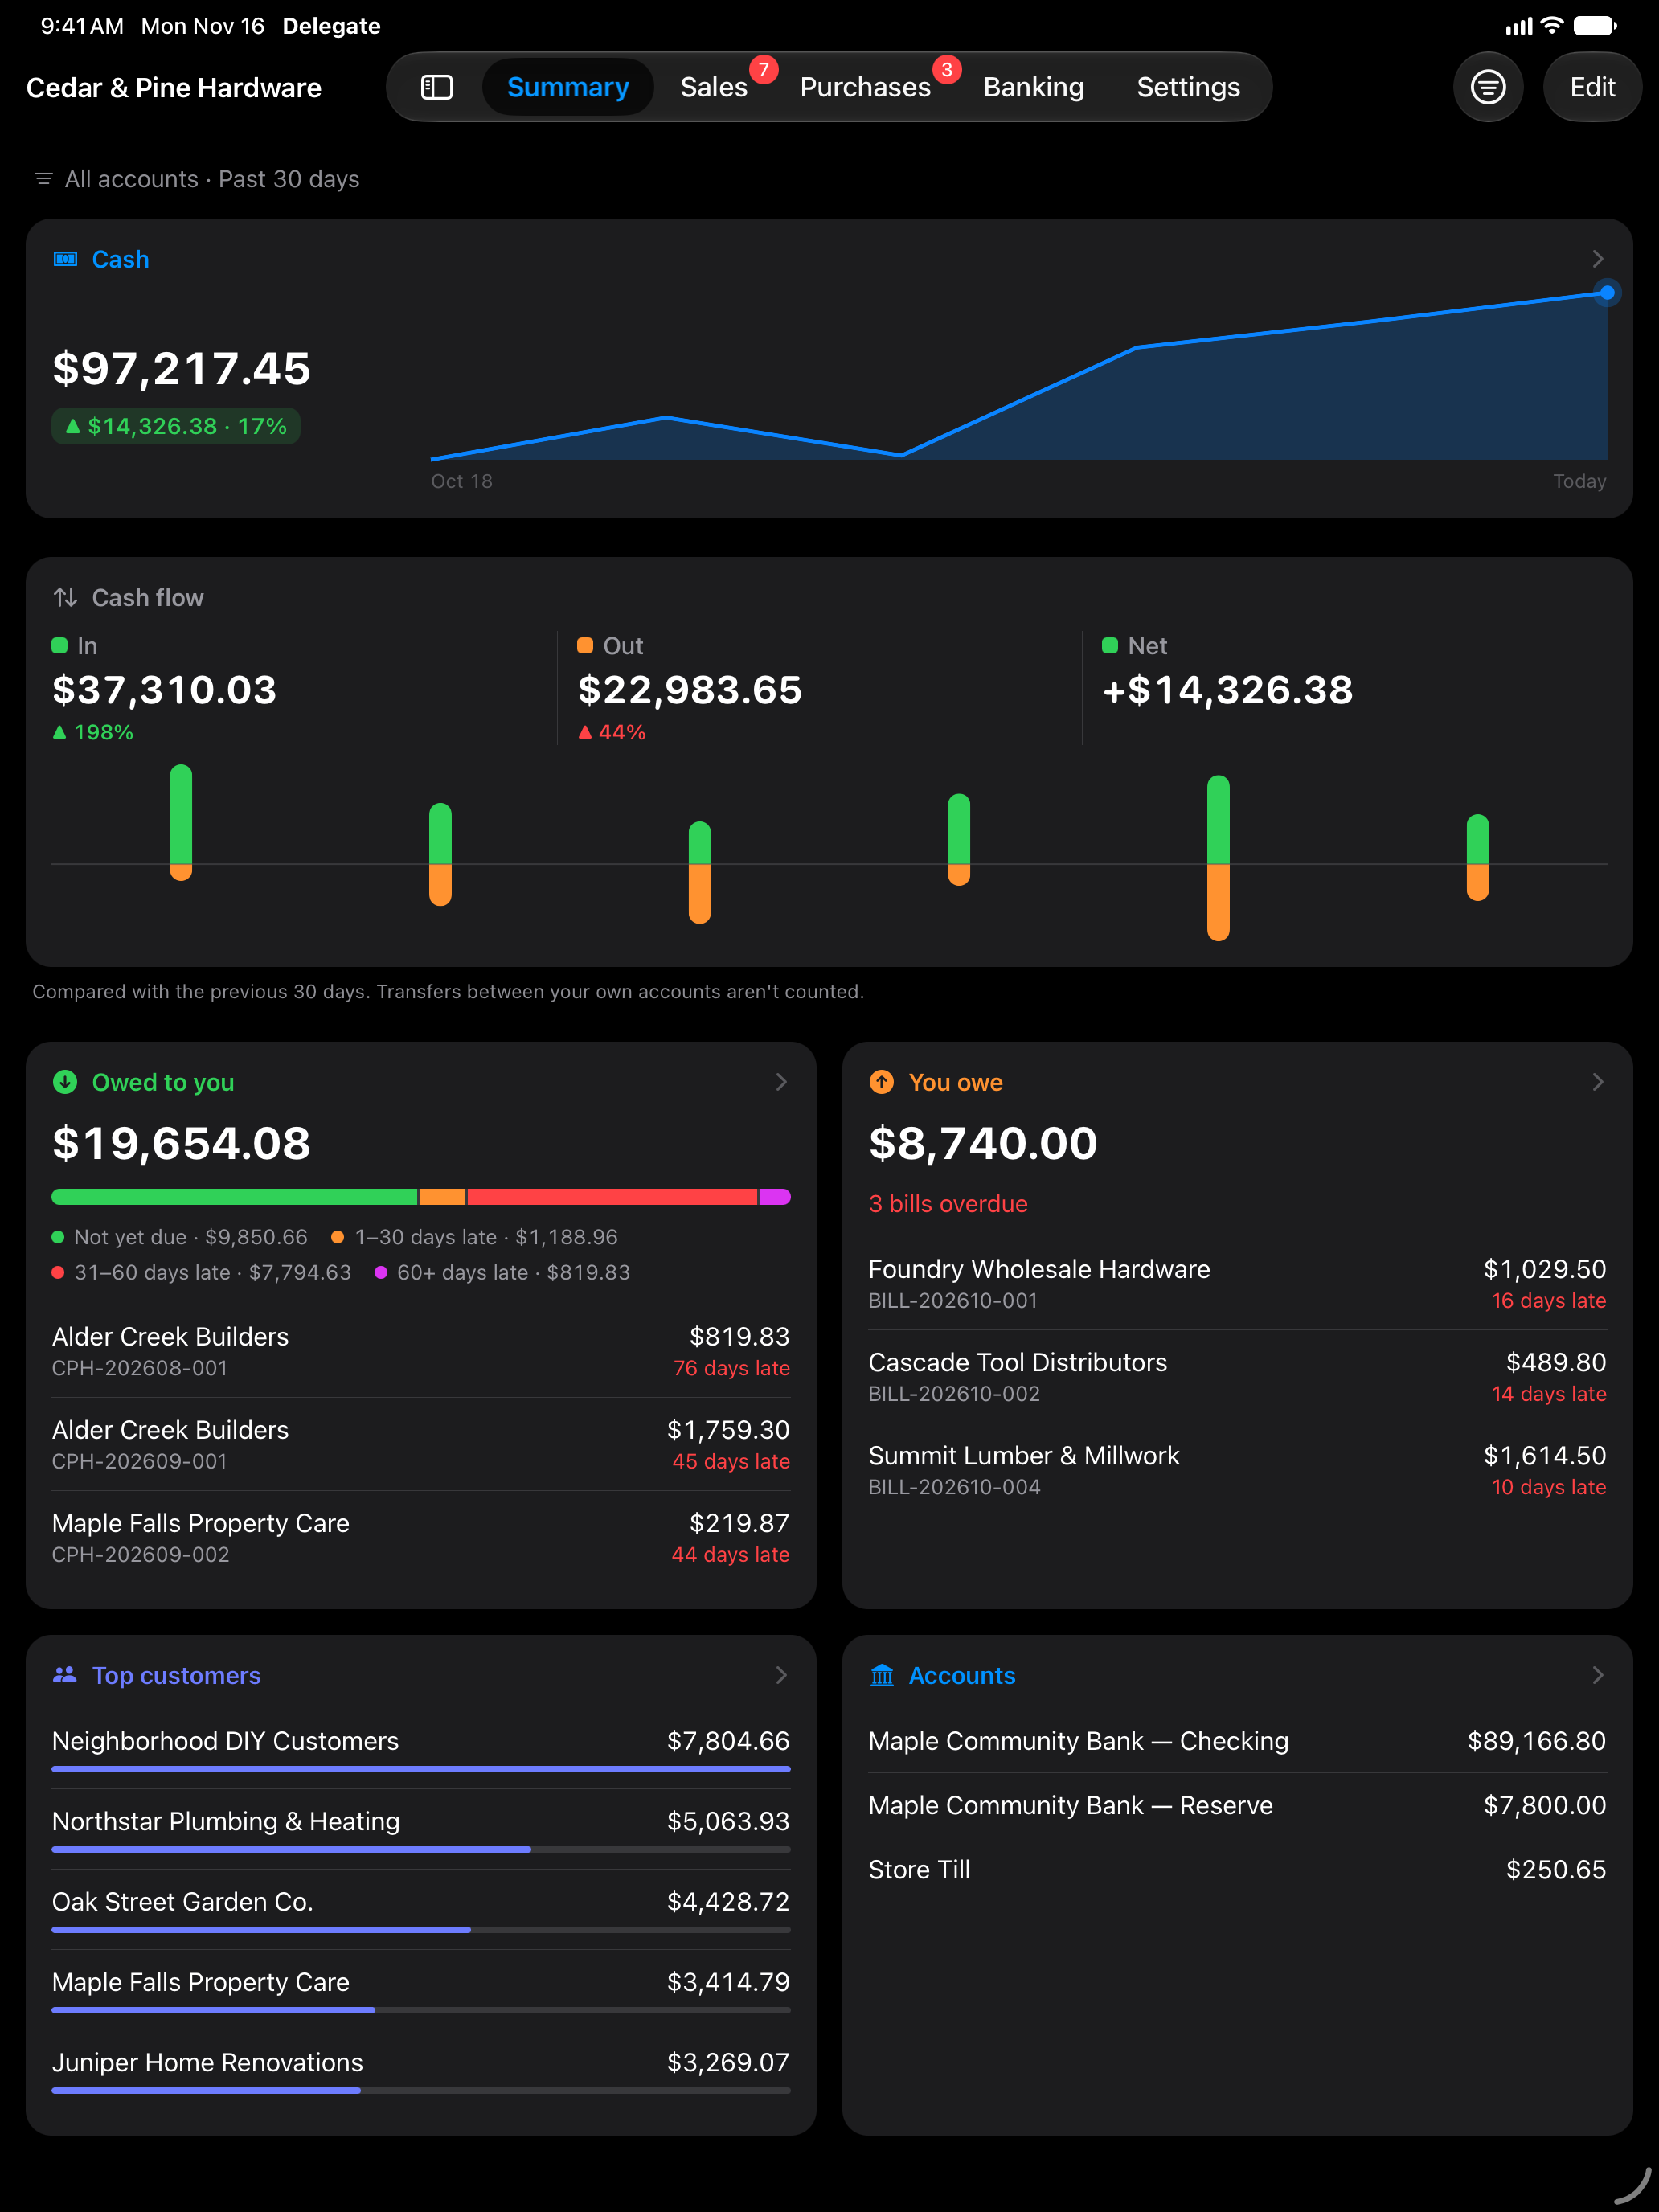 9:41 AM Mon Nov 16 Delegate
Cedar & Pine Hardware
Summary
Sales 7
Purchases 3
Banking
Settings
Edit
All accounts · Past 30 days
Cash
$97,217.45
▲ $14,326.38 · 17%
Oct 18
Today
Cash flow
In
$37,310.03
▲ 198%
Out
$22,983.65
▲ 44%
Net
+$14,326.38
Compared with the previous 30 days. Transfers between your own accounts aren't counted.
Owed to you
$19,654.08
Not yet due · $9,850.66
1–30 days late · $1,188.96
31–60 days late · $7,794.63
60+ days late · $819.83
Alder Creek Builders $819.83
CPH-202608-001 76 days late
Alder Creek Builders $1,759.30
CPH-202609-001 45 days late
Maple Falls Property Care $219.87
CPH-202609-002 44 days late
You owe
$8,740.00
3 bills overdue
Foundry Wholesale Hardware $1,029.50
BILL-202610-001 16 days late
Cascade Tool Distributors $489.80
BILL-202610-002 14 days late
Summit Lumber & Millwork $1,614.50
BILL-202610-004 10 days late
Top customers
Neighborhood DIY Customers $7,804.66
Northstar Plumbing & Heating $5,063.93
Oak Street Garden Co. $4,428.72
Maple Falls Property Care $3,414.79
Juniper Home Renovations $3,269.07
Accounts
Maple Community Bank — Checking $89,166.80
Maple Community Bank — Reserve $7,800.00
Store Till $250.65